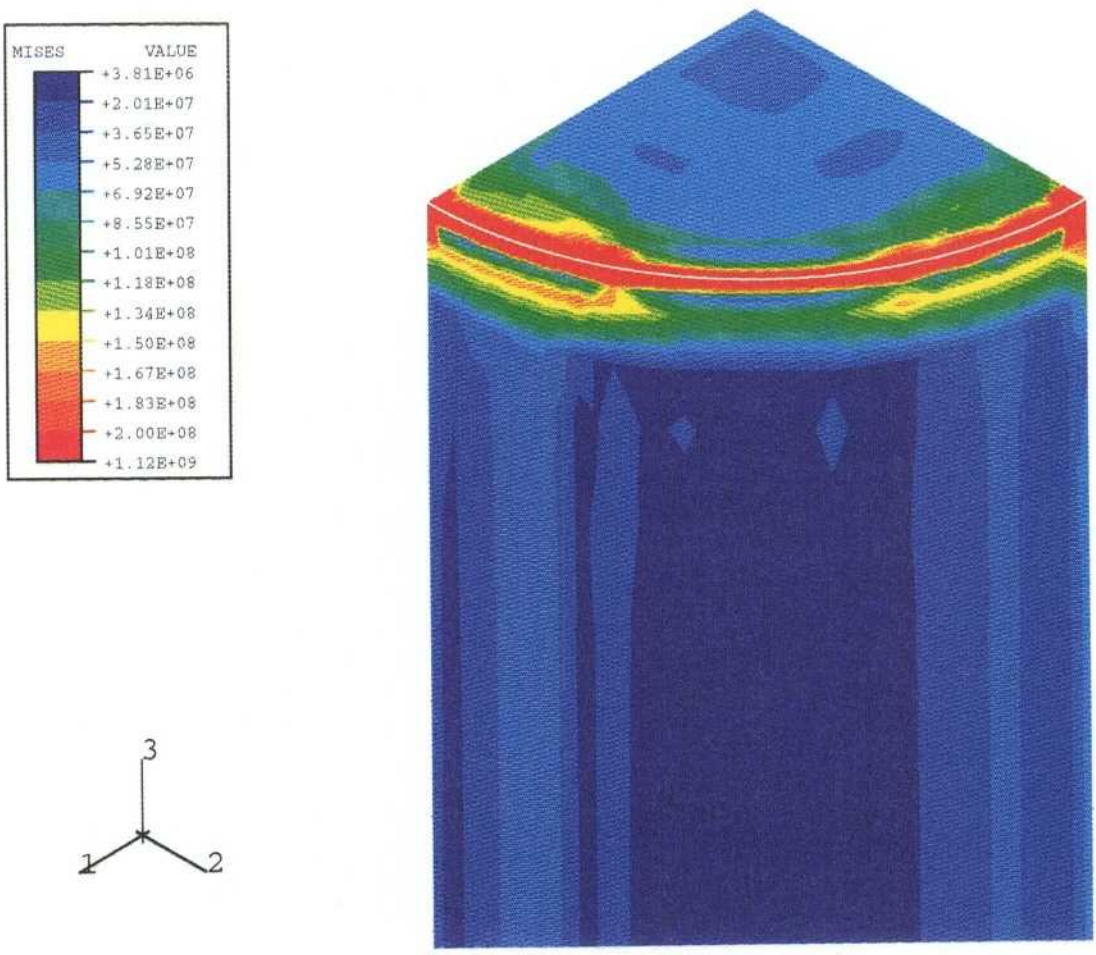 MISES VALUE
+3.81E+06
+2.01E+07
+3.65E+07
+5.28E+07
+6.92E+07
+8.55E+07
+1.01E+08
+1.18E+08
+1.34E+08
+1.50E+08
+1.67E+08
+1.83E+08
+2.00E+08
+1.12E+09
3
1 2